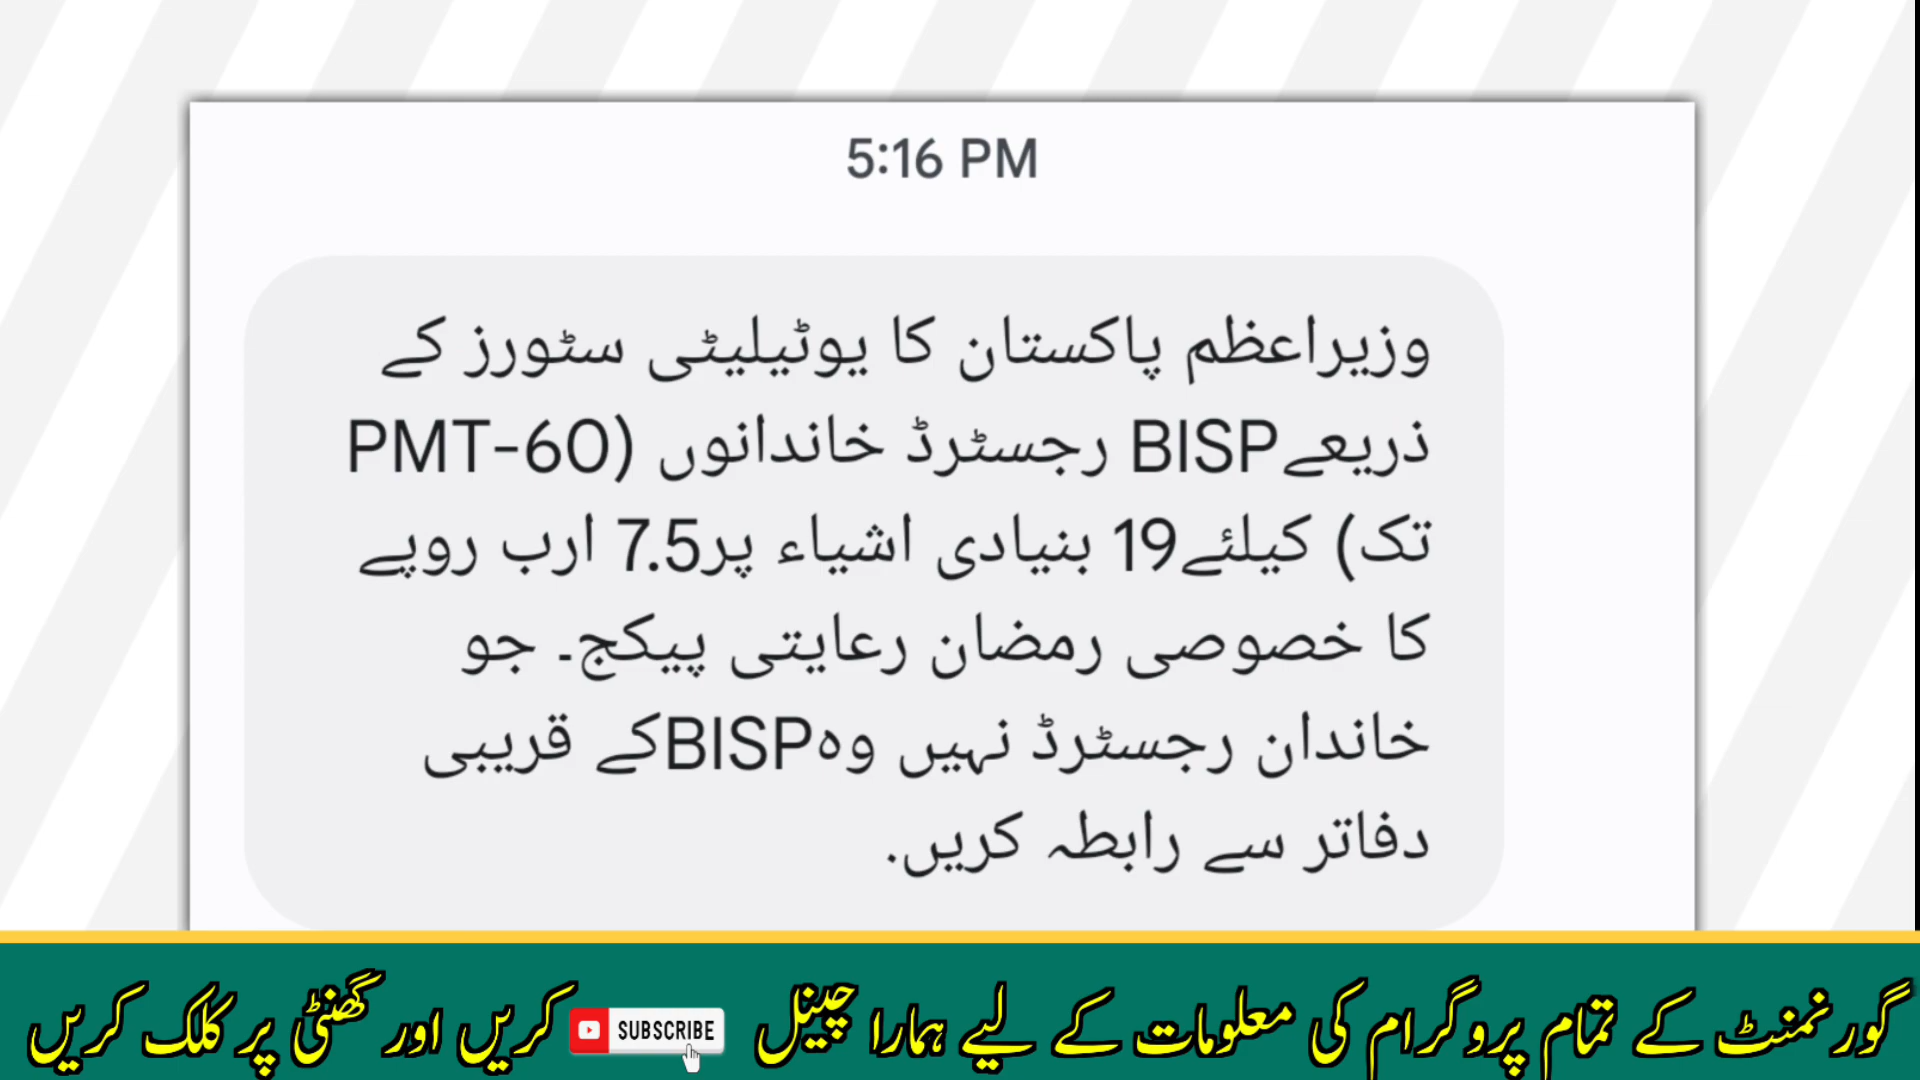 5:16 PM
وزیراعظم پاکستان کا یوٹیلیٹی سٹورز کے
ذریعےBISP رجسٹرڈ خاندانوں (PMT-60
تک) کیلئے19 بنیادی اشیاء پر7.5 ارب روپے
کا خصوصی رمضان رعایتی پیکج۔ جو
خاندان رجسٹرڈ نہیں وہBISPکے قریبی
دفاتر سے رابطہ کریں.
گورنمنٹ کے تمام پروگرام کی معلومات کے لیے ہمارا چینل SUBSCRIBE کریں اور گھنٹی پر کلک کریں